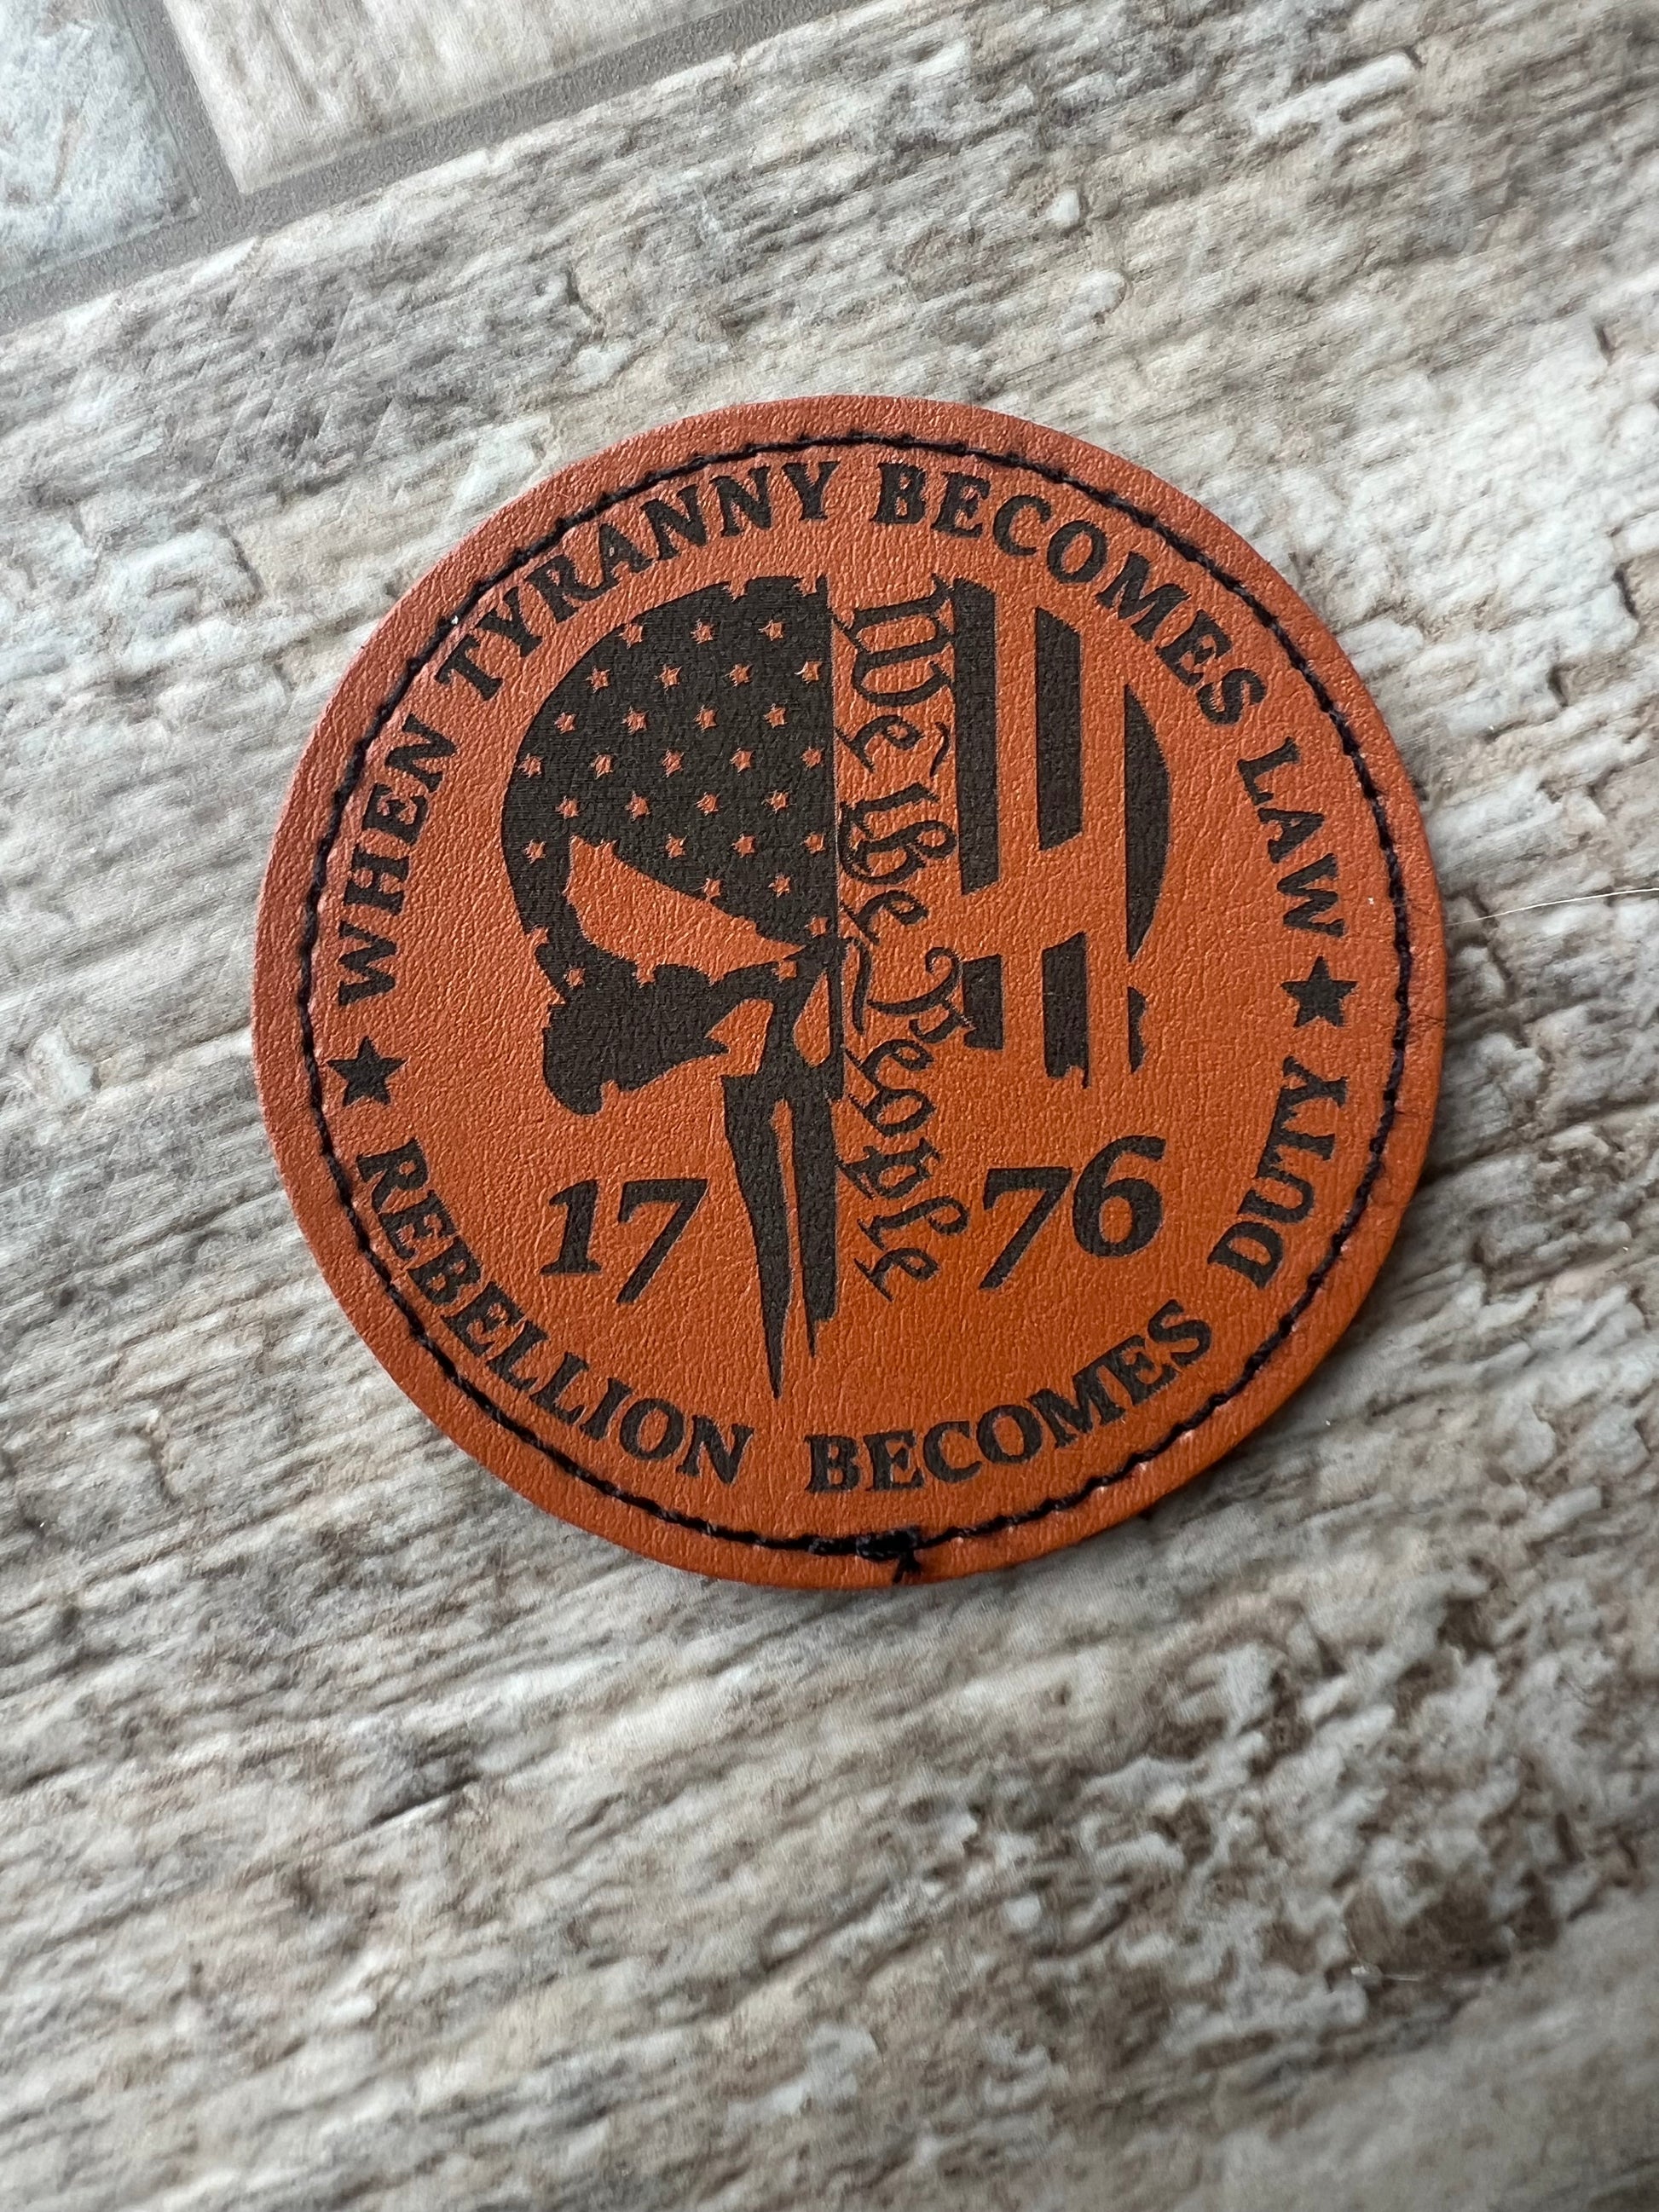 WHEN TYRANNY BECOMES LAW
We the People
17 76
REBELLION BECOMES DUTY